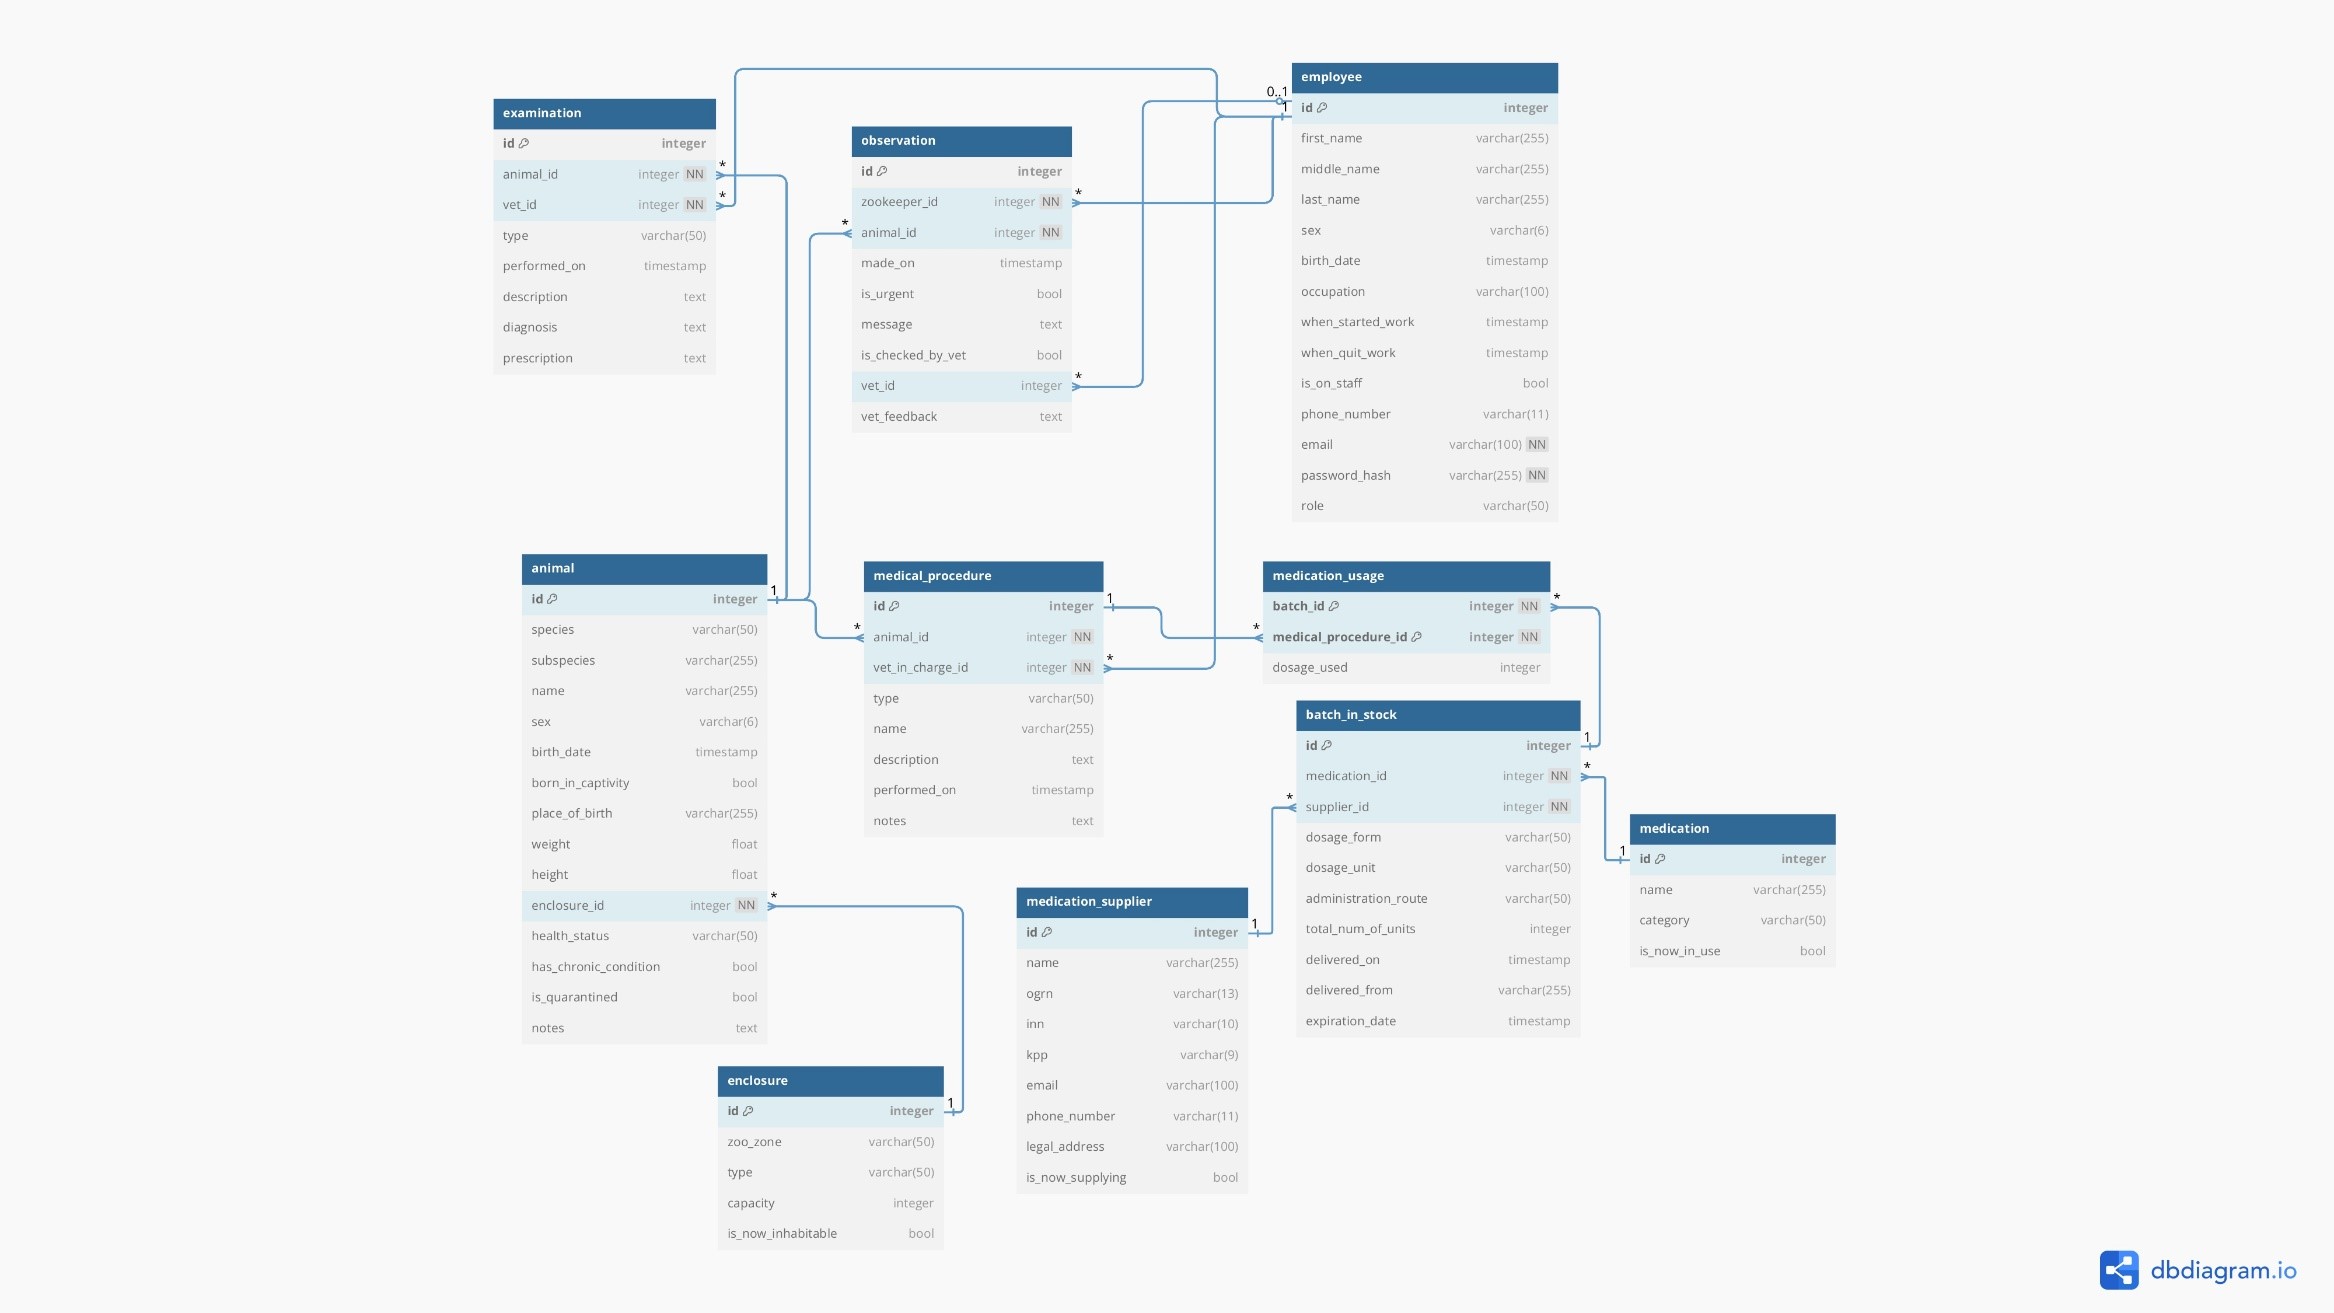 examination
id integer
animal_id integer NN *
vet_id integer NN *
type varchar(50)
performed_on timestamp
description text
diagnosis text
prescription text
observation
id integer
zookeeper_id integer NN *
* animal_id integer NN
made_on timestamp
is_urgent bool
message text
is_checked_by_vet bool
vet_id integer *
vet_feedback text
employee
0..1
1
id integer
first_name varchar(255)
middle_name varchar(255)
last_name varchar(255)
sex varchar(6)
birth_date timestamp
occupation varchar(100)
when_started_work timestamp
when_quit_work timestamp
is_on_staff bool
phone_number varchar(11)
email varchar(100) NN
password_hash varchar(255) NN
role varchar(50)
animal
id integer 1
species varchar(50)
subspecies varchar(255)
name varchar(255)
sex varchar(6)
birth_date timestamp
born_in_captivity bool
place_of_birth varchar(255)
weight float
height float
enclosure_id integer NN *
health_status varchar(50)
has_chronic_condition bool
is_quarantined bool
notes text
medical_procedure
id integer 1
* animal_id integer NN
vet_in_charge_id integer NN *
type varchar(50)
name varchar(255)
description text
performed_on timestamp
notes text
medication_usage
batch_id integer NN *
* medical_procedure_id integer NN
dosage_used integer
batch_in_stock
id integer 1
medication_id integer NN *
* supplier_id integer NN
dosage_form varchar(50)
dosage_unit varchar(50)
administration_route varchar(50)
total_num_of_units integer
delivered_on timestamp
delivered_from varchar(255)
expiration_date timestamp
medication
1 id integer
name varchar(255)
category varchar(50)
is_now_in_use bool
medication_supplier
id integer 1
name varchar(255)
ogrn varchar(13)
inn varchar(10)
kpp varchar(9)
email varchar(100)
phone_number varchar(11)
legal_address varchar(100)
is_now_supplying bool
enclosure
id integer 1
zoo_zone varchar(50)
type varchar(50)
capacity integer
is_now_inhabitable bool
dbdiagram.io